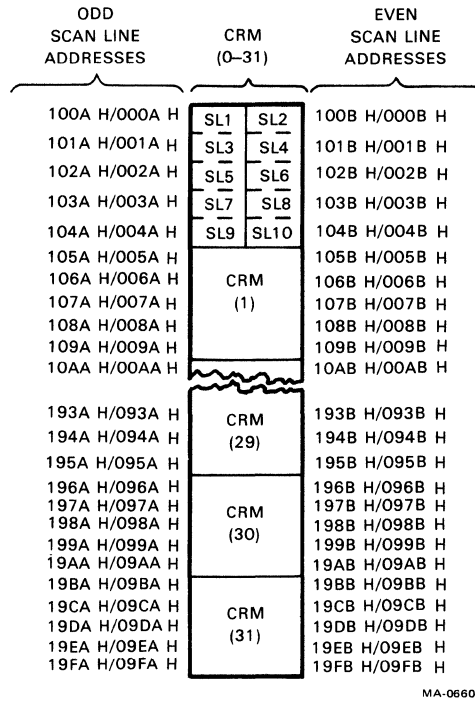 ODD
SCAN LINE
ADDRESSES
CRM
(0–31)
EVEN
SCAN LINE
ADDRESSES
100A H/000A H SL1 SL2 100B H/000B H
101A H/001A H SL3 SL4 101B H/001B H
102A H/002A H SL5 SL6 102B H/002B H
103A H/003A H SL7 SL8 103B H/003B H
104A H/004A H SL9 SL10 104B H/004B H
105A H/005A H 105B H/005B H
106A H/006A H CRM 106B H/006B H
107A H/007A H (1) 107B H/007B H
108A H/008A H 108B H/008B H
109A H/009A H 109B H/009B H
10AA H/00AA H 10AB H/00AB H
193A H/093A H CRM 193B H/093B H
194A H/094A H (29) 194B H/094B H
195A H/095A H 195B H/095B H
196A H/096A H 196B H/096B H
197A H/097A H CRM 197B H/097B H
198A H/098A H (30) 198B H/098B H
199A H/099A H 199B H/099B H
19AA H/09AA H 19AB H/09AB H
19BA H/09BA H 19BB H/09BB H
19CA H/09CA H CRM 19CB H/09CB H
19DA H/09DA H (31) 19DB H/09DB H
19EA H/09EA H 19EB H/09EB H
19FA H/09FA H 19FB H/09FB H
MA-0660